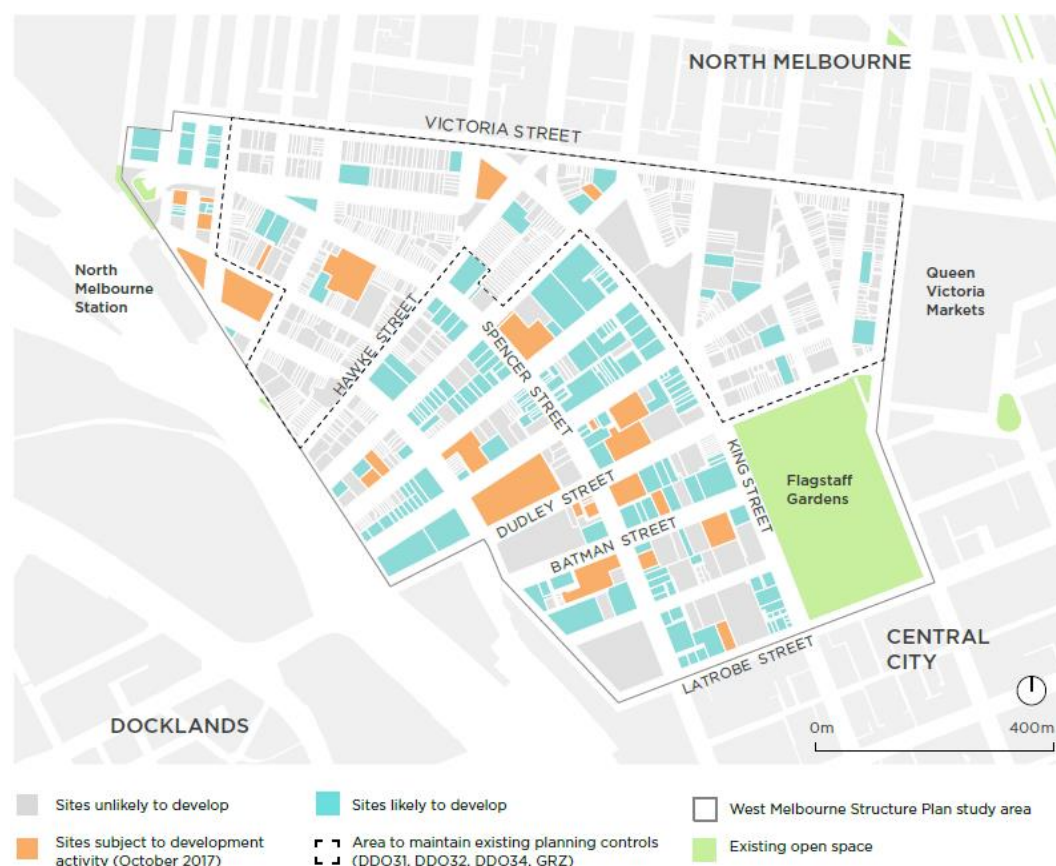 NORTH MELBOURNE
VICTORIA STREET
North
Melbourne
Station
Queen
Victoria
Markets
HAWKE STREET
SPENCER STREET
KING STREET
Flagstaff
Gardens
DUDLEY STREET
BATMAN STREET
CENTRAL
CITY
LATROBE STREET
DOCKLANDS
0m
400m
Sites unlikely to develop
Sites likely to develop
West Melbourne Structure Plan study area
Sites subject to development
activity (October 2017)
Area to maintain existing planning controls
(DDO31, DDO32, DDO34, GRZ)
Existing open space